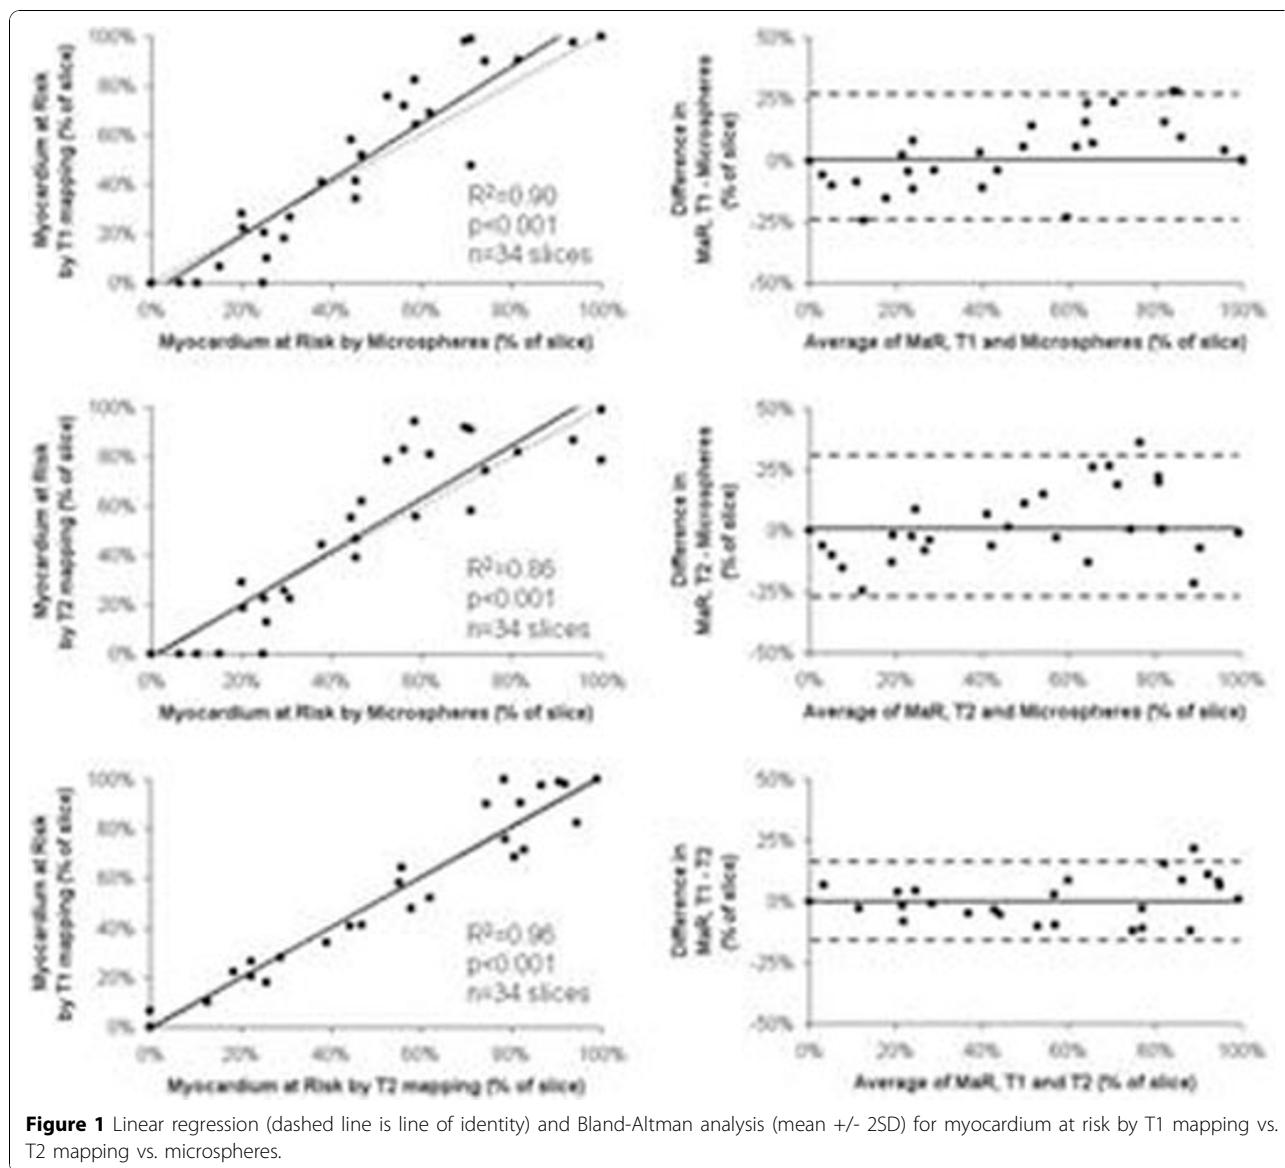 Myocardium at Risk
by T1 mapping (% of slice)
100%
80%
60%
40%
20%
0%
R²=0.90
p<0.001
n=34 slices
0% 20% 40% 60% 80% 100%
Myocardium at Risk by Microspheres (% of slice)
Difference in
MaR, T1 - Microspheres
(% of slice)
50%
25%
0%
-25%
-50%
0% 20% 40% 60% 80% 100%
Average of MaR, T1 and Microspheres (% of slice)
Myocardium at Risk
by T2 mapping (% of slice)
100%
80%
60%
40%
20%
0%
R²=0.86
p<0.001
n=34 slices
0% 20% 40% 60% 80% 100%
Myocardium at Risk by Microspheres (% of slice)
Difference in
MaR, T2 - Microspheres
(% of slice)
50%
25%
0%
-25%
-50%
0% 20% 40% 60% 80% 100%
Average of MaR, T2 and Microspheres (% of slice)
Myocardium at Risk
by T1 mapping (% of slice)
100%
80%
60%
40%
20%
0%
R²=0.96
p<0.001
n=34 slices
0% 20% 40% 60% 80% 100%
Myocardium at Risk by T2 mapping (% of slice)
Difference in
MaR, T1 - T2
(% of slice)
50%
25%
0%
-25%
-50%
0% 20% 40% 60% 80% 100%
Average of MaR, T1 and T2 (% of slice)
Figure 1 Linear regression (dashed line is line of identity) and Bland-Altman analysis (mean +/- 2SD) for myocardium at risk by T1 mapping vs.
T2 mapping vs. microspheres.